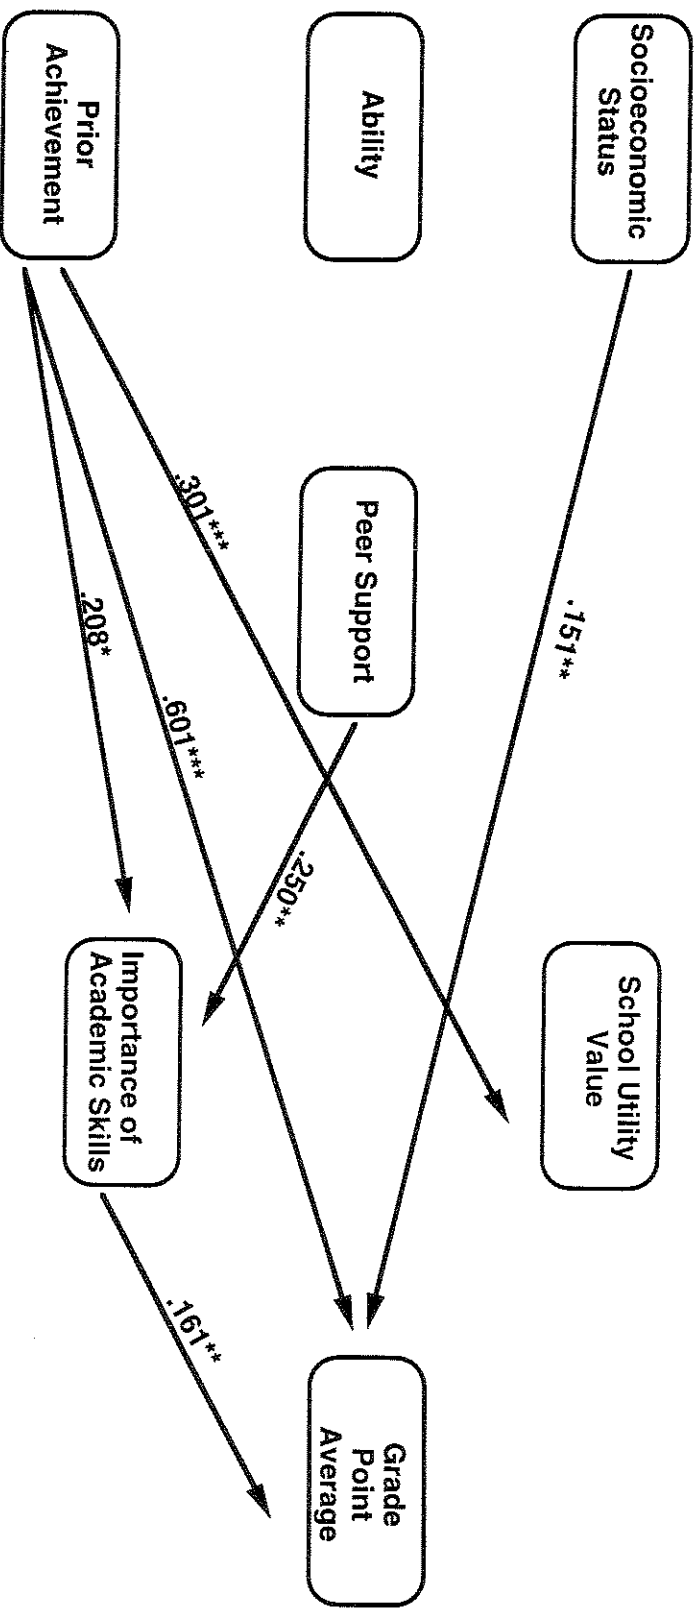 Socioeconomic
Status
Ability
Prior
Achievement
Peer Support
.151**
.301***
.208*
.601***
.250**
School Utility
Value
Importance of
Academic Skills
.161**
Grade
Point
Average